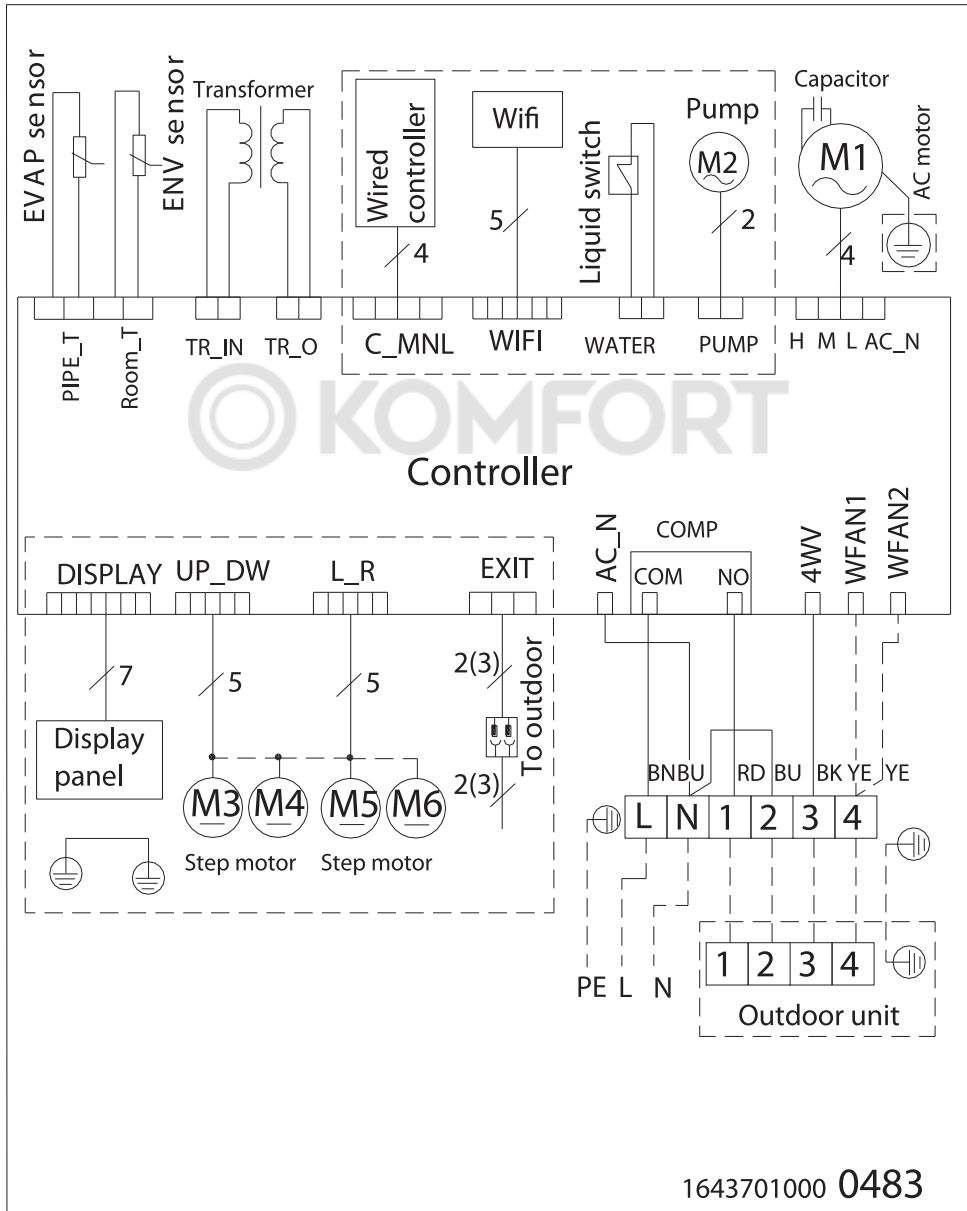 EVAP sensor
ENV sensor
Transformer
Wired
controller
4
Wifi
5
Liquid switch
Pump
M2
2
Capacitor
M1
AC motor
4
PIPE_T
Room_T
TR_IN
TR_O
C_MNL
WIFI
WATER
PUMP
H M L AC_N
KOMFORT
Controller
DISPLAY
UP_DW
L_R
EXIT
AC_N
COMP
COM
NO
4WV
WFAN1
WFAN2
7
5
5
2(3)
To outdoor
2(3)
Display
panel
M3
M4
M5
M6
Step motor
Step motor
BN BU RD BU BK YE YE
L N 1 2 3 4
PE L N
1 2 3 4
Outdoor unit
1643701000 0483